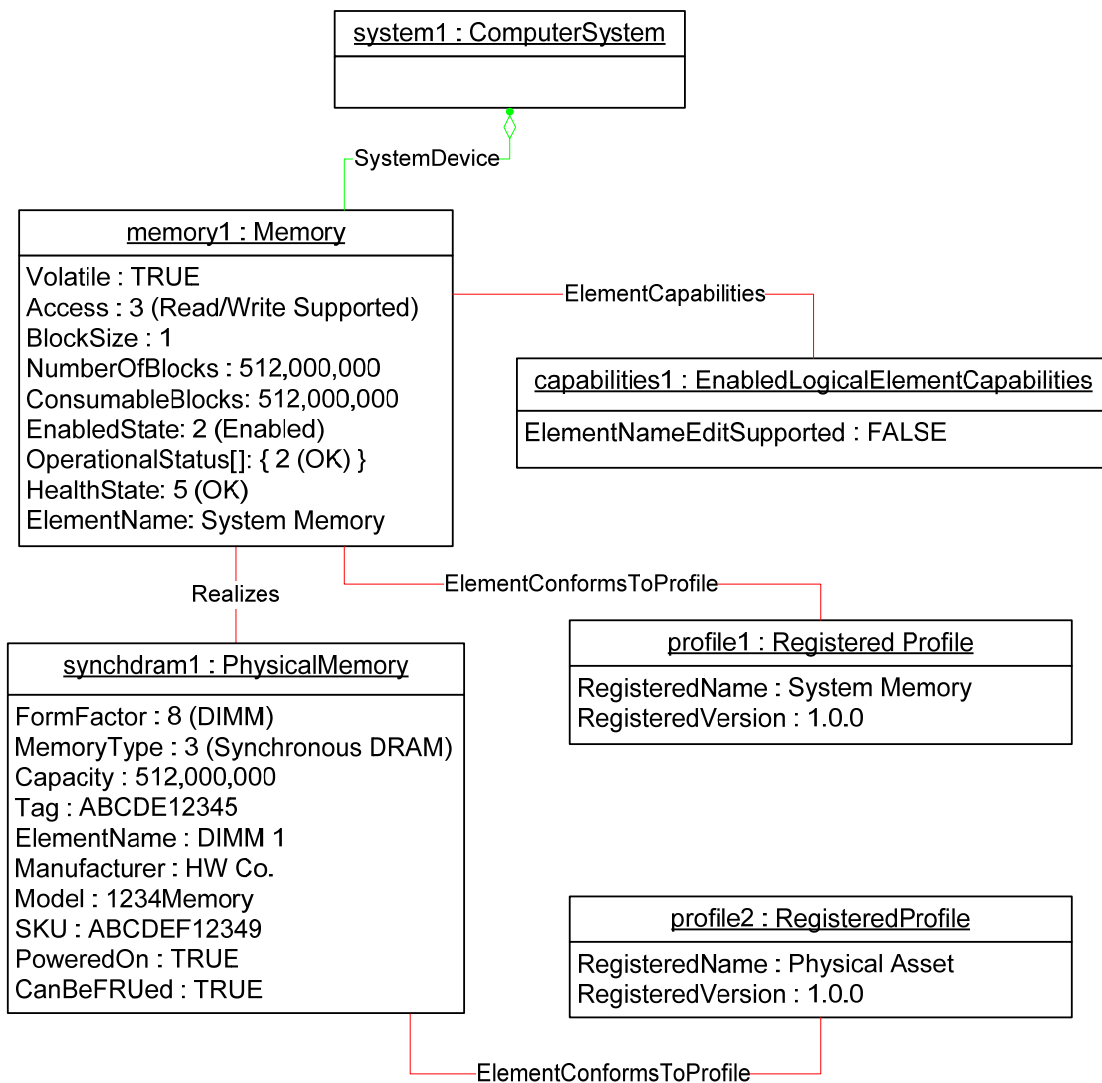 system1 : ComputerSystem
SystemDevice
memory1 : Memory
Volatile : TRUE
Access : 3 (Read/Write Supported)
BlockSize : 1
NumberOfBlocks : 512,000,000
ConsumableBlocks: 512,000,000
EnabledState: 2 (Enabled)
OperationalStatus[]: { 2 (OK) }
HealthState: 5 (OK)
ElementName: System Memory
ElementCapabilities
capabilities1 : EnabledLogicalElementCapabilities
ElementNameEditSupported : FALSE
Realizes
ElementConformsToProfile
synchdram1 : PhysicalMemory
FormFactor : 8 (DIMM)
MemoryType : 3 (Synchronous DRAM)
Capacity : 512,000,000
Tag : ABCDE12345
ElementName : DIMM 1
Manufacturer : HW Co.
Model : 1234Memory
SKU : ABCDEF12349
PoweredOn : TRUE
CanBeFRUed : TRUE
profile1 : Registered Profile
RegisteredName : System Memory
RegisteredVersion : 1.0.0
profile2 : RegisteredProfile
RegisteredName : Physical Asset
RegisteredVersion : 1.0.0
ElementConformsToProfile